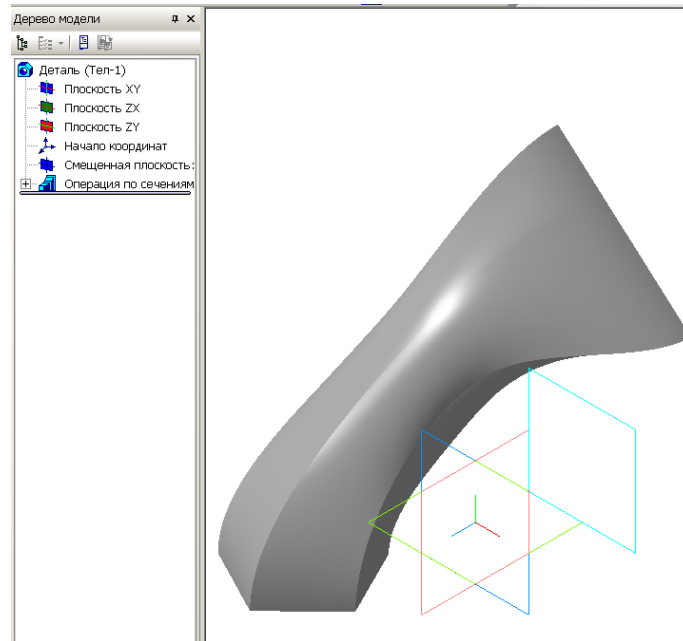 Дерево модели
Деталь (Тел-1)
Плоскость XY
Плоскость ZX
Плоскость ZY
Начало координат
Смещенная плоскость:
Операция по сечениям